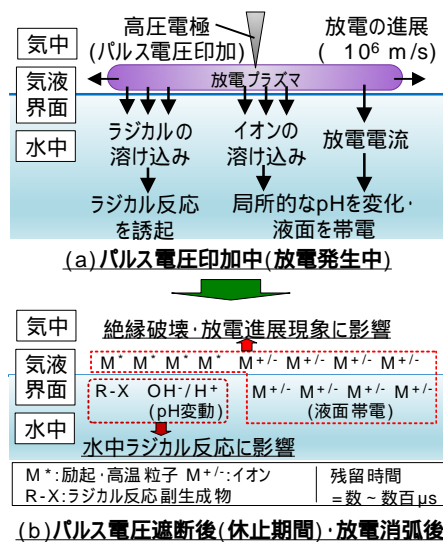 高圧電極
(パルス電圧印加)
放電の進展
( 10⁶ m/s)
気中
放電プラズマ
気液
界面
水中
ラジカルの
溶け込み
イオンの
溶け込み
放電電流
ラジカル反応
を誘起
局所的なpHを変化・
液面を帯電
(a)パルス電圧印加中(放電発生中)
気中
絶縁破壊・放電進展現象に影響
気液
界面
M* M* M* M* M+/- M+/- M+/- M+/-
R-X OH-/H+
(pH変動)
M+/- M+/- M+/- M+/-
(液面帯電)
水中
水中ラジカル反応に影響
M*:励起・高温粒子 M+/-:イオン
R-X:ラジカル反応副生成物
残留時間
=数~数百μs
(b)パルス電圧遮断後(休止期間)・放電消弧後